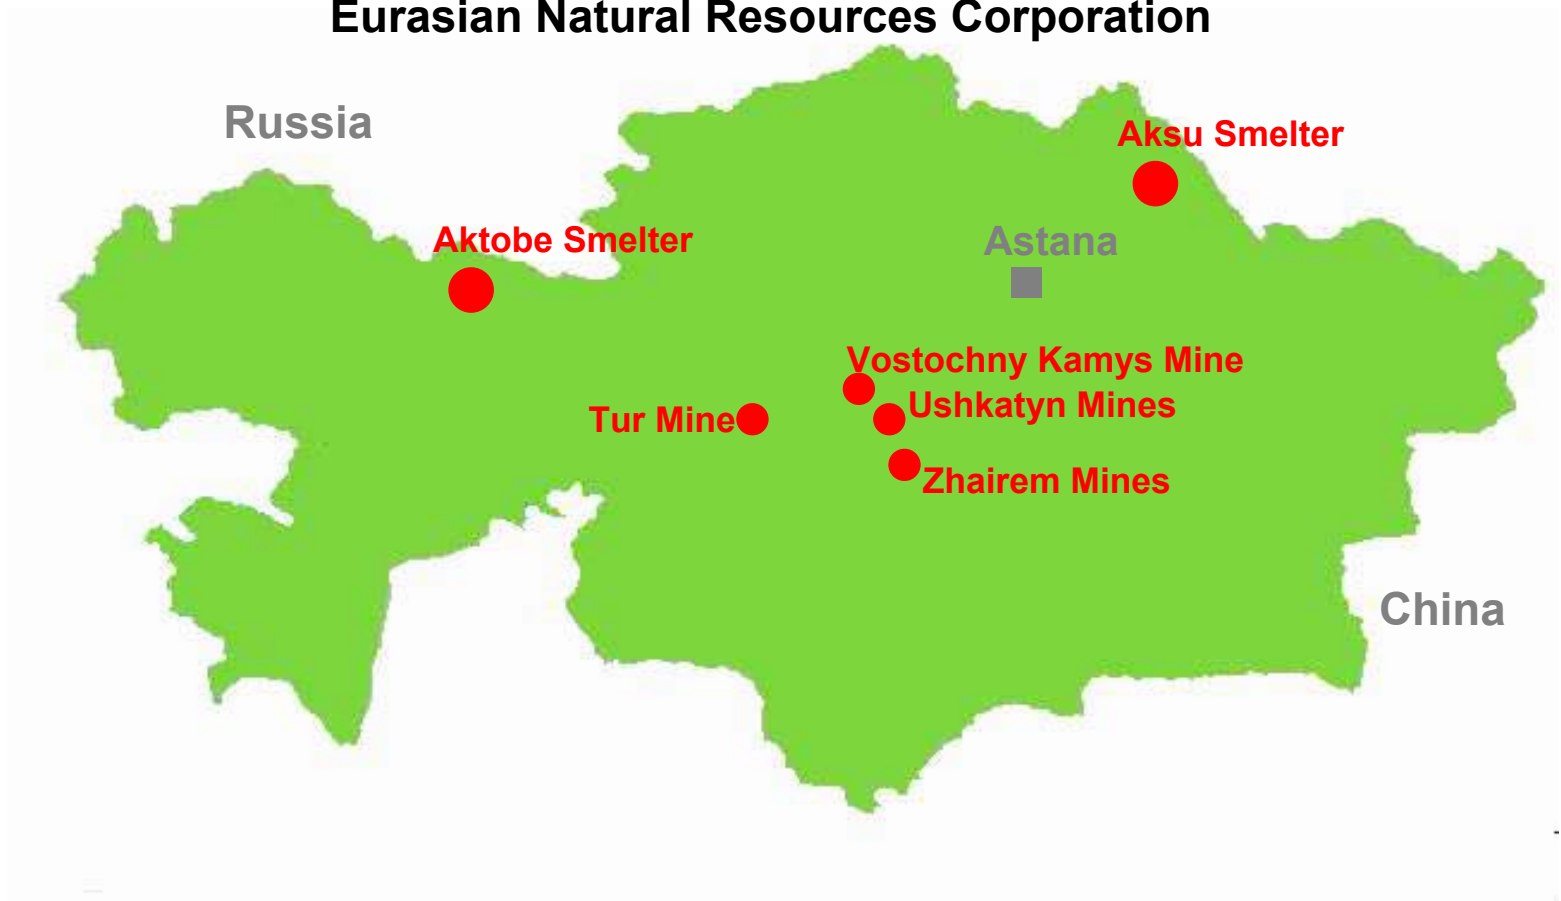 Eurasian Natural Resources Corporation
Russia
Aksu Smelter
Aktobe Smelter
Astana
Vostochny Kamys Mine
Ushkatyn Mines
Tur Mine
Zhairem Mines
China